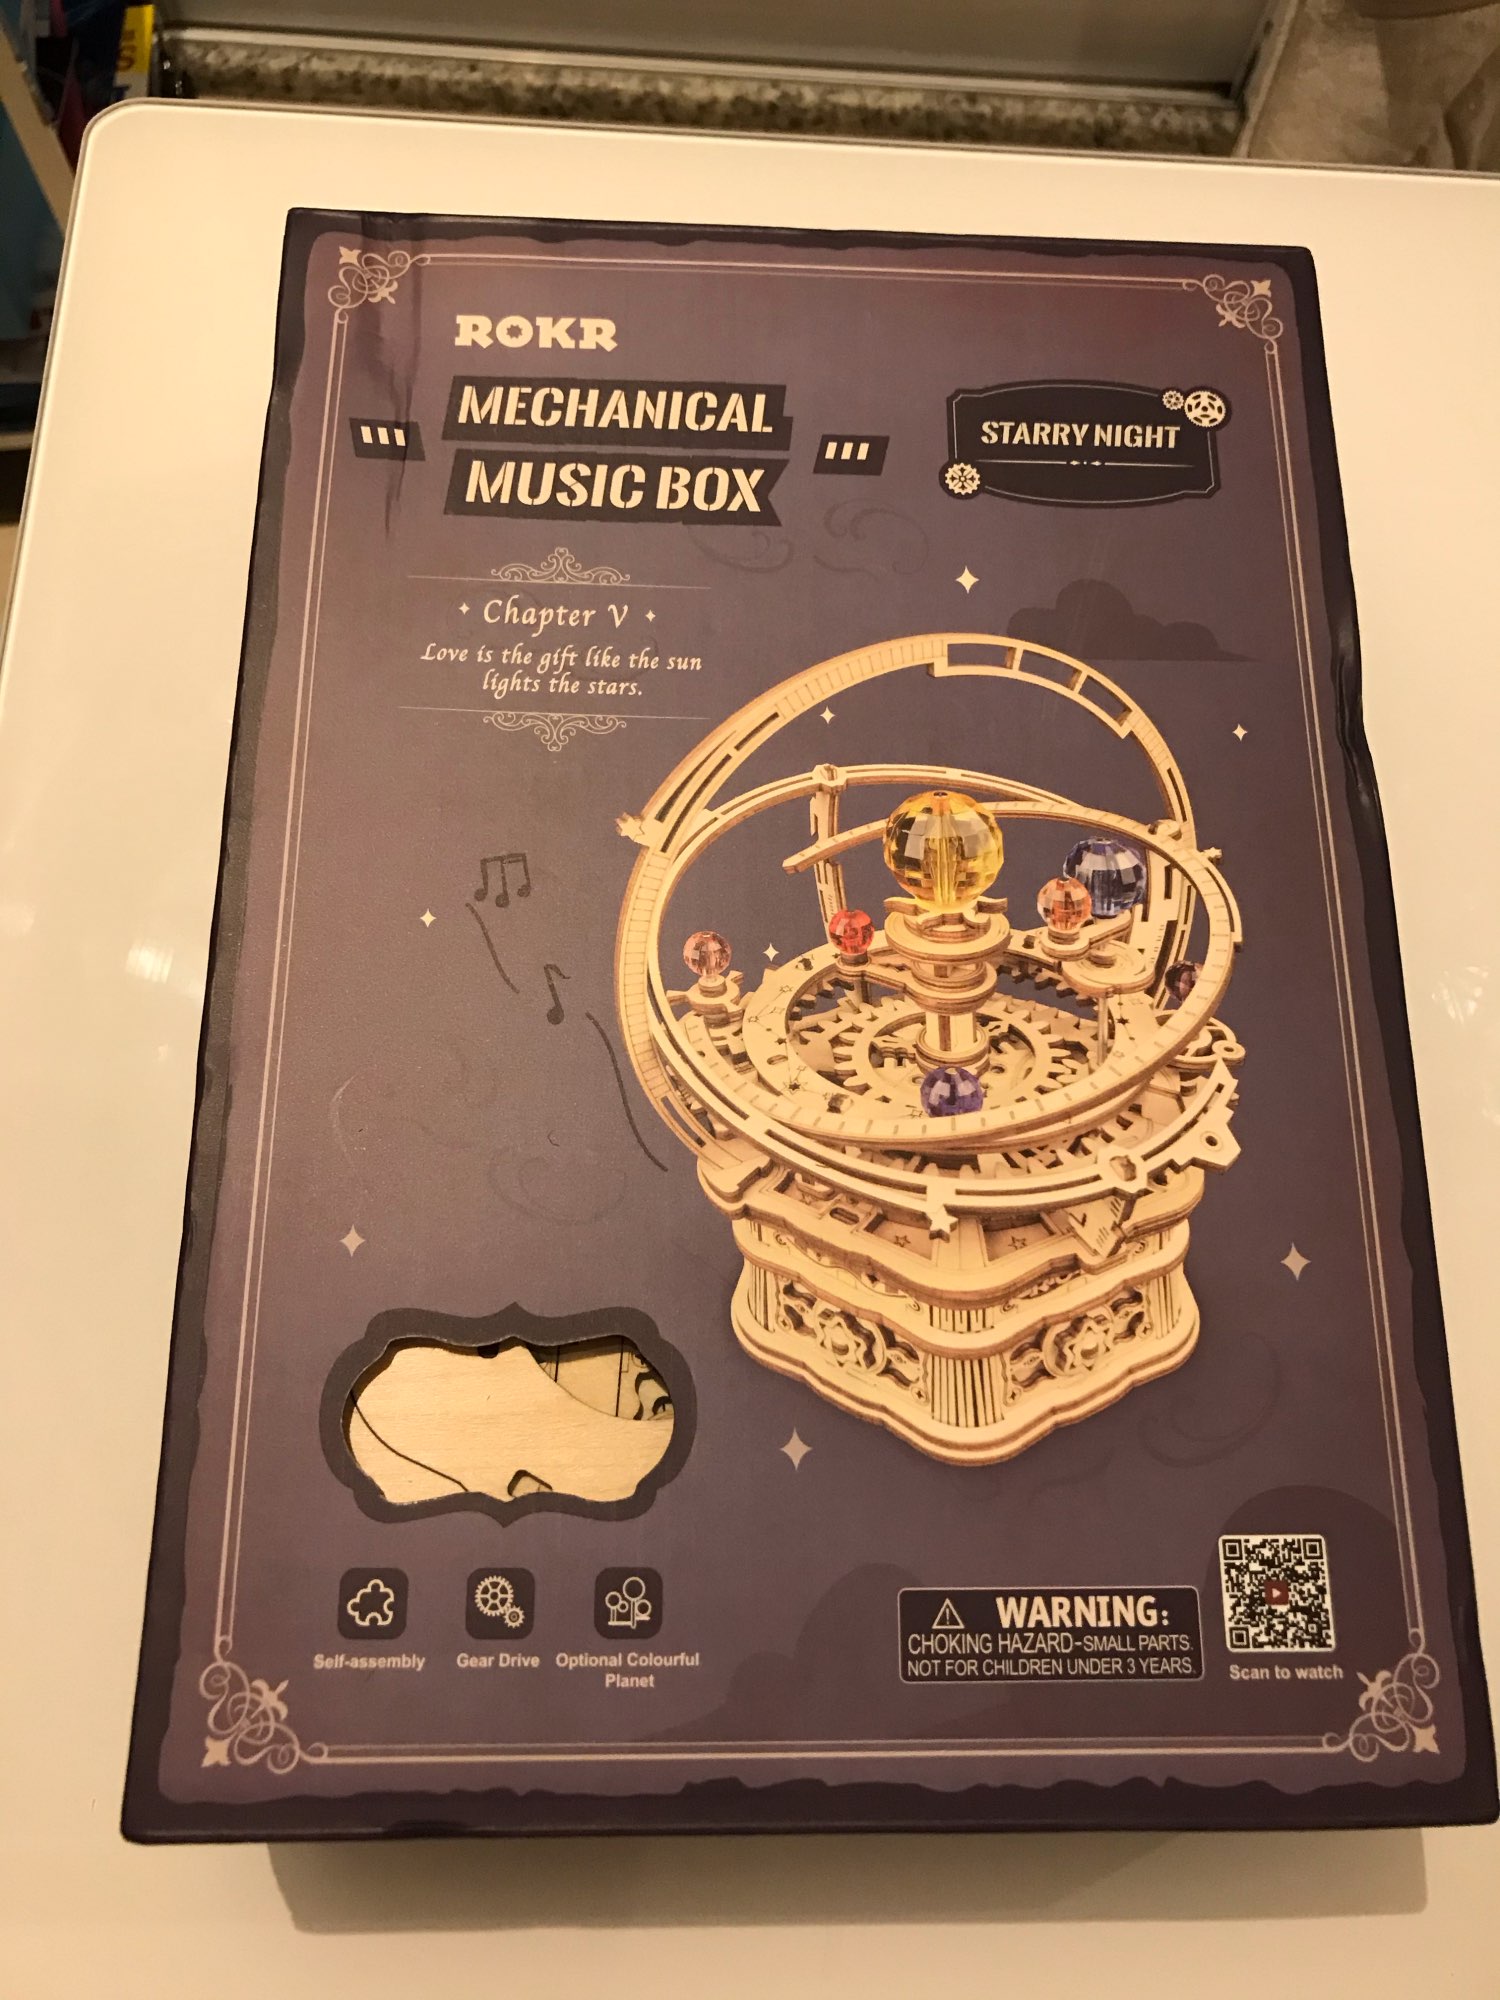 ROKR
MECHANICAL
MUSIC BOX
STARRY NIGHT
Chapter V
Love is the gift like the sun
lights the stars.
Self-assembly
Gear Drive
Optional Colourful
Planet
WARNING:
CHOKING HAZARD-SMALL PARTS.
NOT FOR CHILDREN UNDER 3 YEARS.
Scan to watch